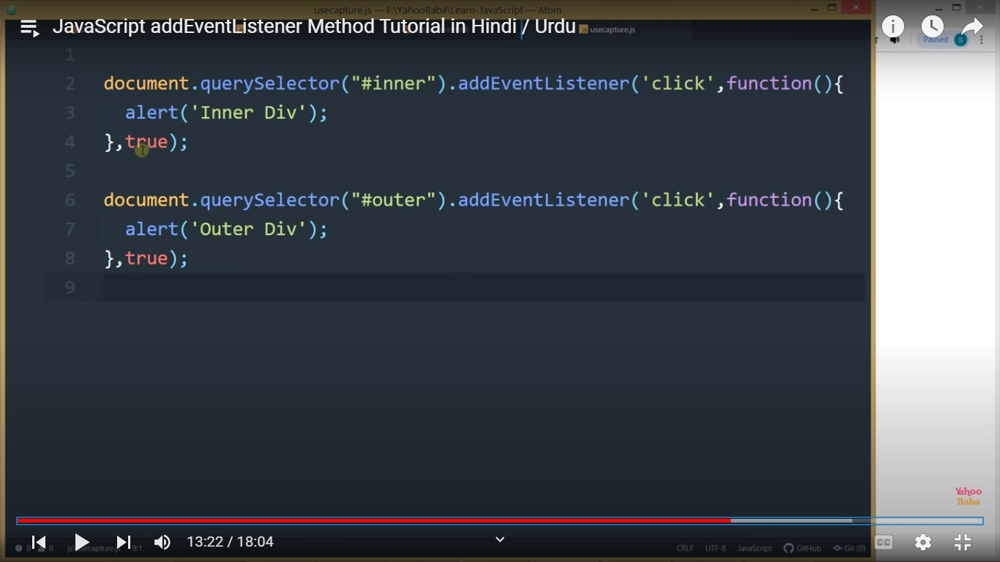 usecapture.js — F:\YahooBaba\Learn-JavaScript — Atom
JavaScript addEventListener Method Tutorial in Hindi / Urdu
usecapture.js
Paused
S
1
2 document.querySelector("#inner").addEventListener('click',function(){
3 alert('Inner Div');
4 },true);
5
6 document.querySelector("#outer").addEventListener('click',function(){
7 alert('Outer Div');
8 },true);
9
Yahoo
Baba
13:22 / 18:04
CC
9:1
CRLF UTF-8 JavaScript GitHub Git (0)